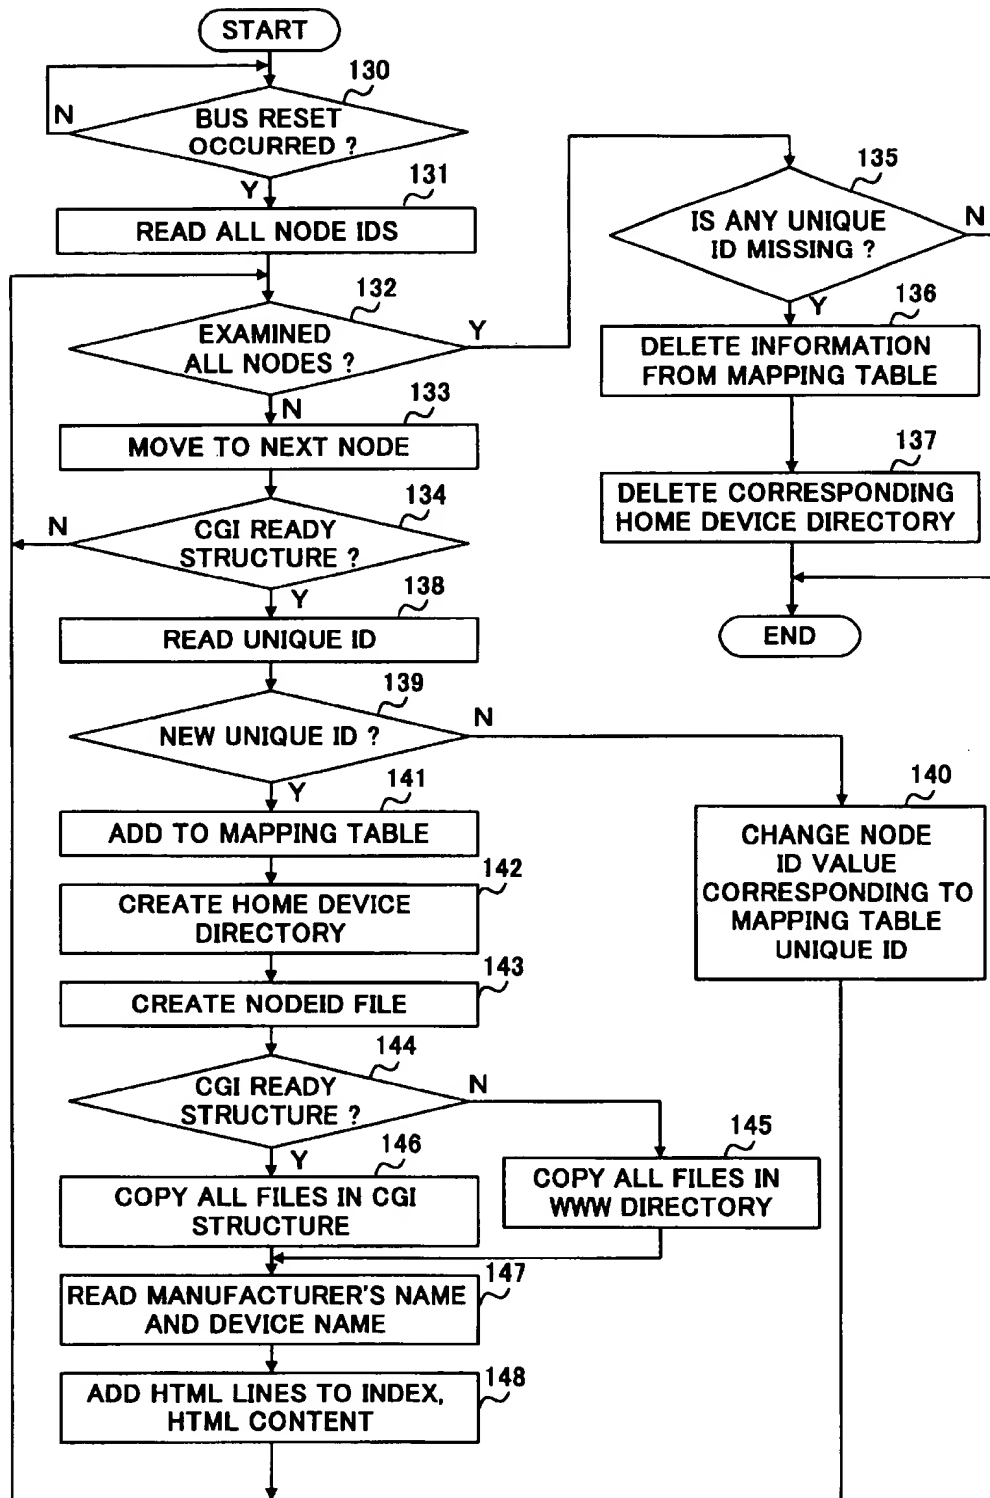 START
130
N
BUS RESET
OCCURRED ?
Y
131
READ ALL NODE IDS
132
EXAMINED
ALL NODES ?
Y
N
133
MOVE TO NEXT NODE
134
N
CGI READY
STRUCTURE ?
Y
138
READ UNIQUE ID
139
NEW UNIQUE ID ?
N
Y
141
ADD TO MAPPING TABLE
142
CREATE HOME DEVICE
DIRECTORY
143
CREATE NODEID FILE
144
CGI READY
STRUCTURE ?
N
Y
146
COPY ALL FILES IN CGI
STRUCTURE
145
COPY ALL FILES IN
WWW DIRECTORY
147
READ MANUFACTURER'S NAME
AND DEVICE NAME
148
ADD HTML LINES TO INDEX,
HTML CONTENT
135
IS ANY UNIQUE
ID MISSING ?
N
Y
136
DELETE INFORMATION
FROM MAPPING TABLE
137
DELETE CORRESPONDING
HOME DEVICE DIRECTORY
END
140
CHANGE NODE
ID VALUE
CORRESPONDING TO
MAPPING TABLE
UNIQUE ID